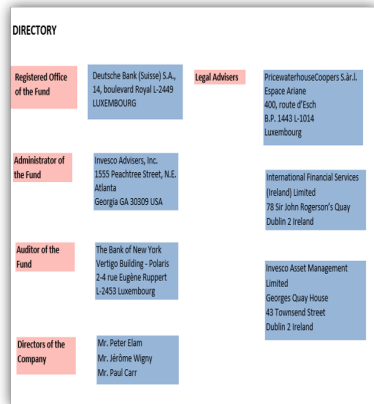 DIRECTORY
Registered Office
of the Fund
Deutsche Bank (Suisse) S.A.,
14, boulevard Royal L-2449
LUXEMBOURG
Legal Advisers
PricewaterhouseCoopers S.àr.l.
Espace Ariane
400, route d'Esch
B.P. 1443 L-1014
Luxembourg
Administrator of
the Fund
Invesco Advisers, Inc.
1555 Peachtree Street, N.E.
Atlanta
Georgia GA 30309 USA
International Financial Services
(Ireland) Limited
78 Sir John Rogerson's Quay
Dublin 2 Ireland
Auditor of the
Fund
The Bank of New York
Vertigo Building - Polaris
2-4 rue Eugène Ruppert
L-2453 Luxembourg
Invesco Asset Management
Limited
Georges Quay House
43 Townsend Street
Dublin 2 Ireland
Directors of the
Company
Mr. Peter Elam
Mr. Jérôme Wigny
Mr. Paul Carr